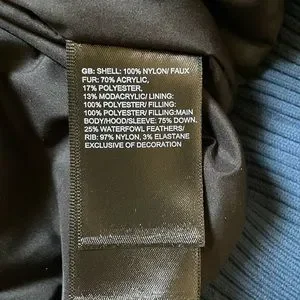 GB: SHELL: 100% NYLON/ FAUX
FUR: 70% ACRYLIC,
17% POLYESTER,
13% MODACRYLIC/ LINING:
100% POLYESTER/ FILLING:
100% POLYESTER/ FILLING:MAIN
BODY/HOOD/SLEEVE: 75% DOWN,
25% WATERFOWL FEATHERS/
RIB: 97% NYLON, 3% ELASTANE
EXCLUSIVE OF DECORATION